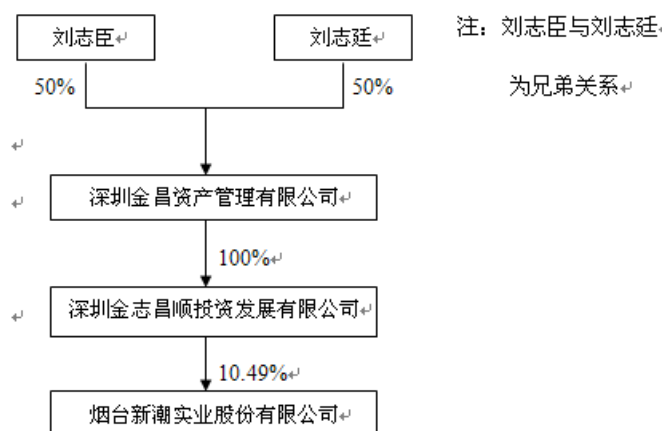 刘志臣
刘志廷
注：刘志臣与刘志廷
为兄弟关系
50%
50%
深圳金昌资产管理有限公司
100%
深圳金志昌顺投资发展有限公司
10.49%
烟台新潮实业股份有限公司